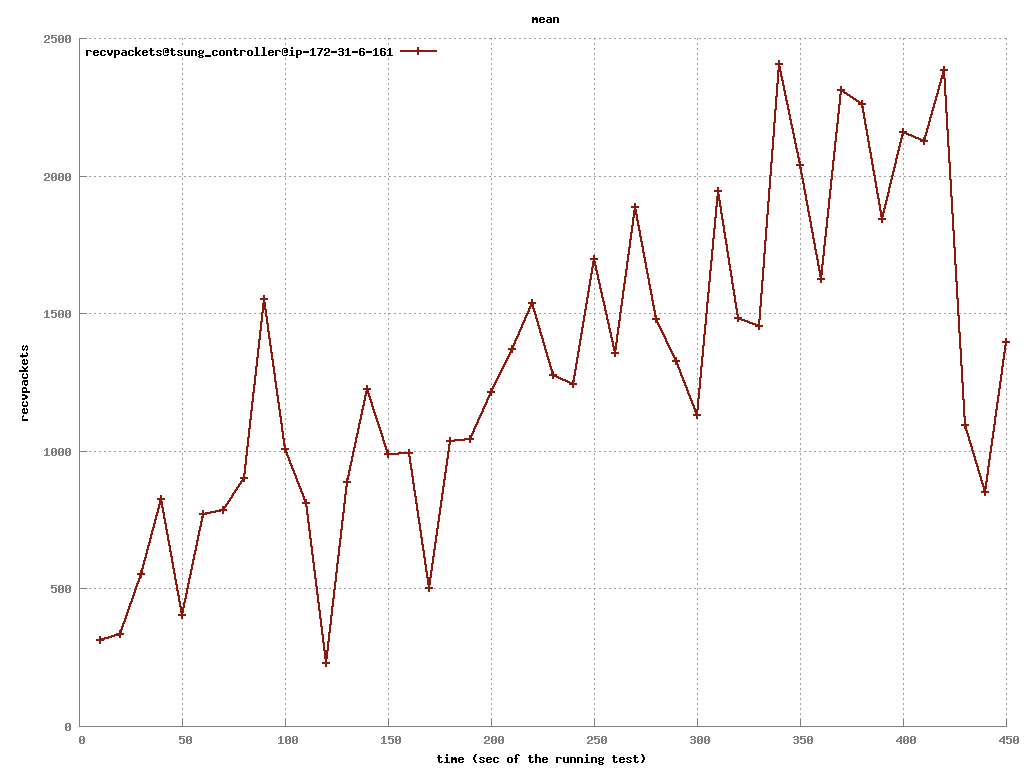 mean
2500
recvpackets@tsung_controller@ip-172-31-6-161
2000
1500
recvpackets
1000
500
0
0 50 100 150 200 250 300 350 400 450
time (sec of the running test)